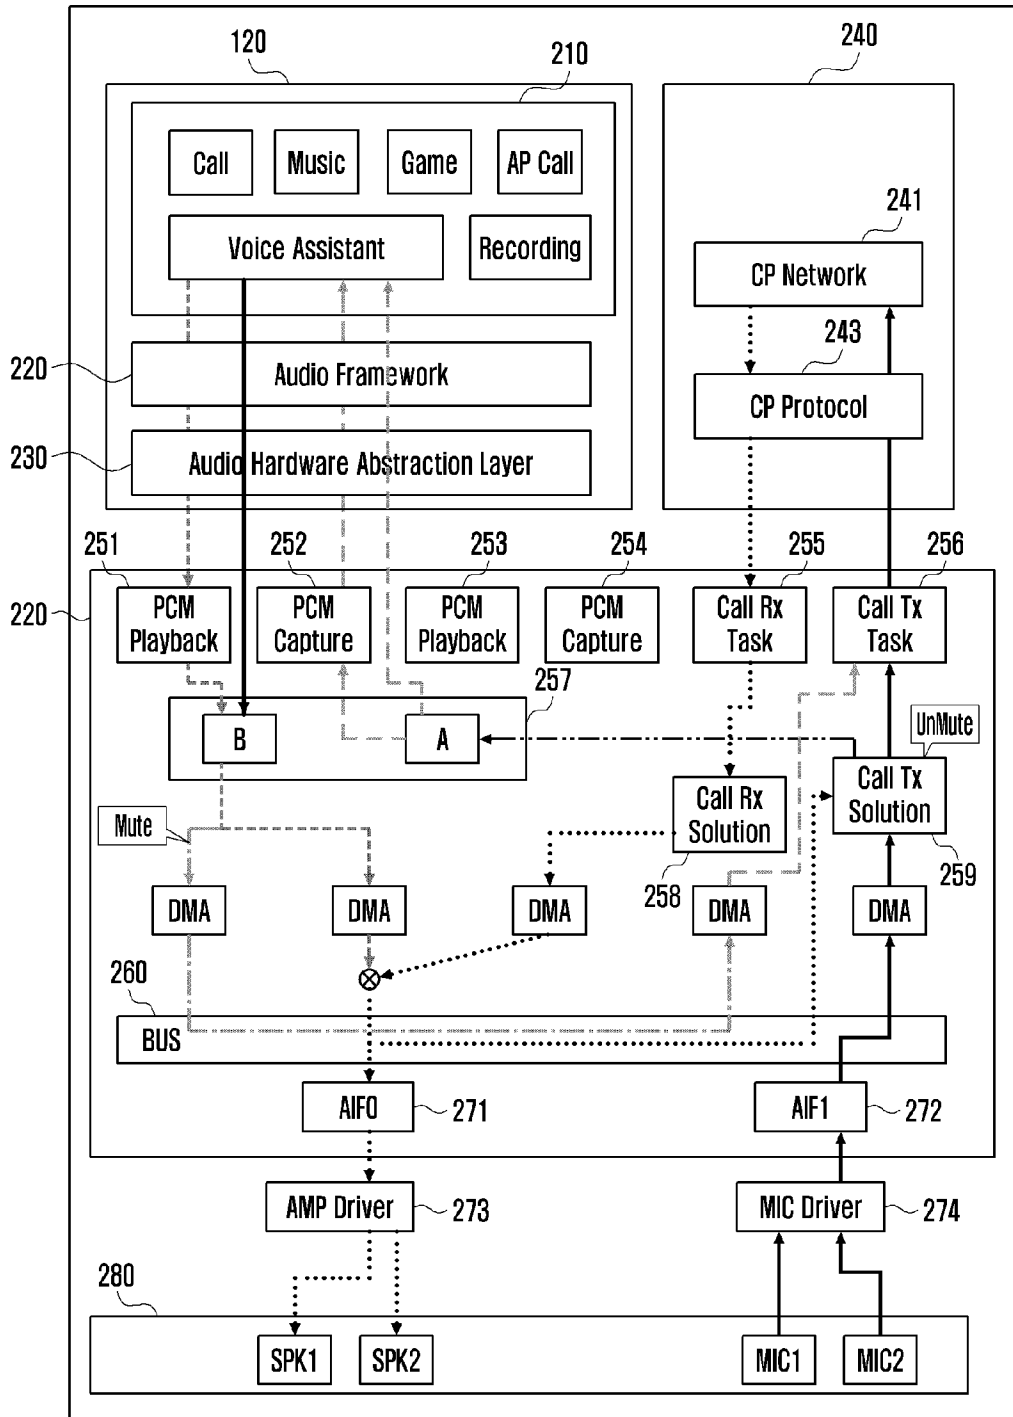 120
210
240
Call
Music
Game
AP Call
Voice Assistant
Recording
241
CP Network
243
CP Protocol
220
Audio Framework
230
Audio Hardware Abstraction Layer
251
252
253
254
255
256
220
PCM
Playback
PCM
Capture
PCM
Playback
PCM
Capture
Call Rx
Task
Call Tx
Task
257
B
A
UnMute
Call Rx
Solution
Call Tx
Solution
Mute
258
259
DMA
DMA
DMA
DMA
DMA
260
BUS
AIF0
271
AIF1
272
AMP Driver
273
MIC Driver
274
280
SPK1
SPK2
MIC1
MIC2